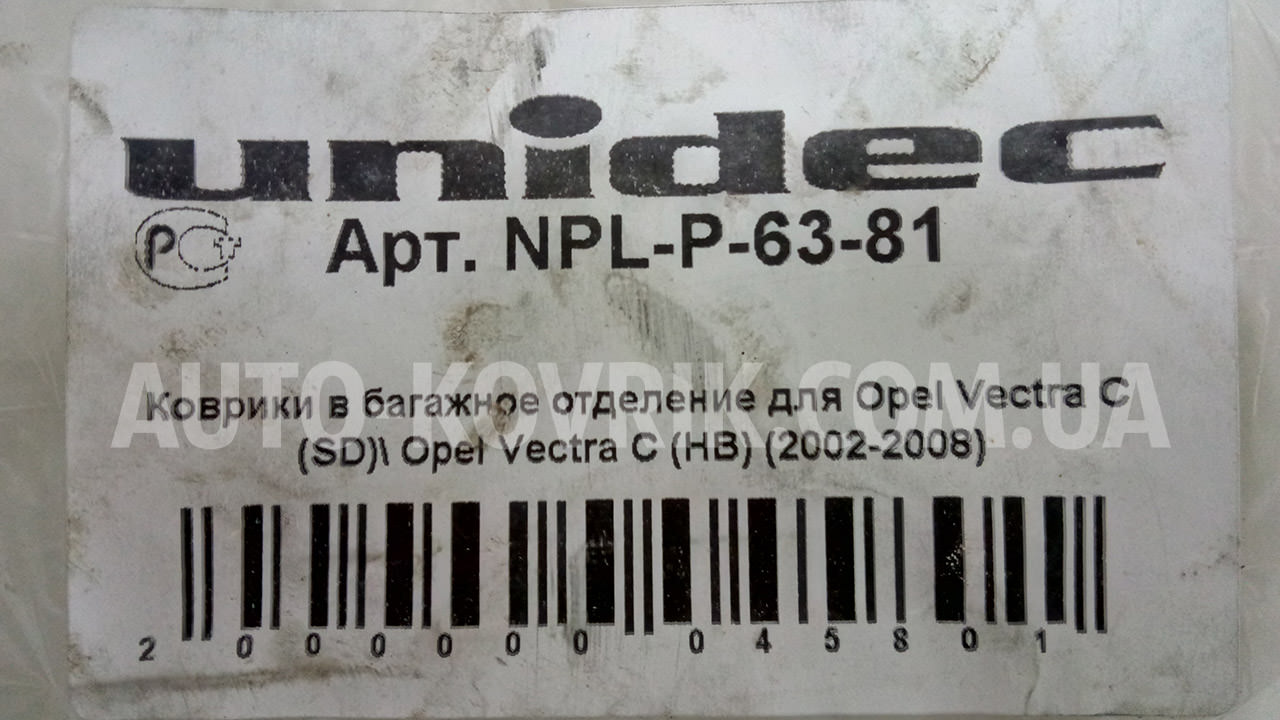 unidec
РСТ Арт. NPL-P-63-81
AUTO-KOVRIK.COM.UA
Коврики в багажное отделение для Opel Vectra C
(SD)\ Opel Vectra C (HB) (2002-2008)
2 000000 045801